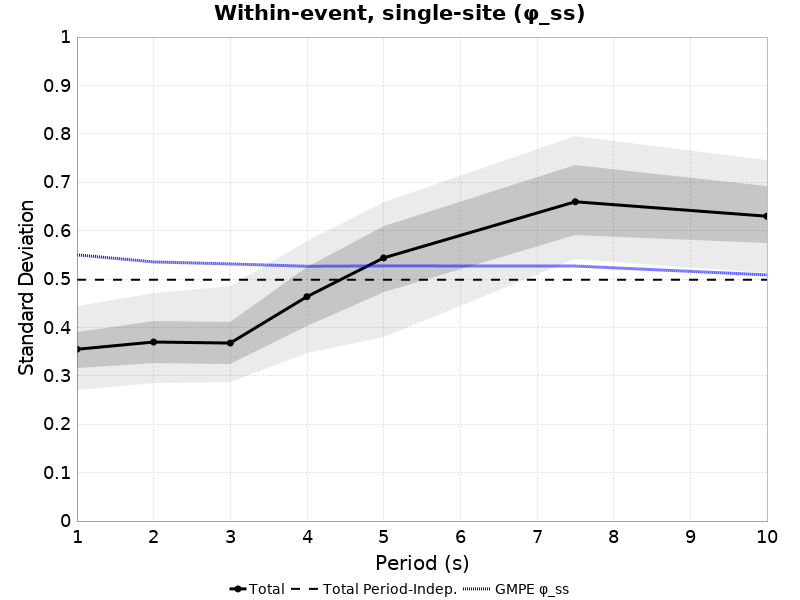 Within-event, single-site (φ_ss)
Standard Deviation
1
0.9
0.8
0.7
0.6
0.5
0.4
0.3
0.2
0.1
0
1 2 3 4 5 6 7 8 9 10
Period (s)
Total Total Period-Indep. GMPE φ_ss